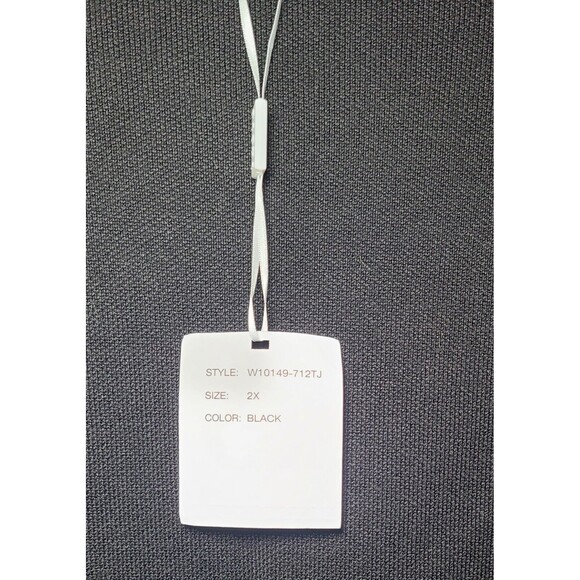 STYLE: W10149-712TJ
SIZE: 2X
COLOR: BLACK